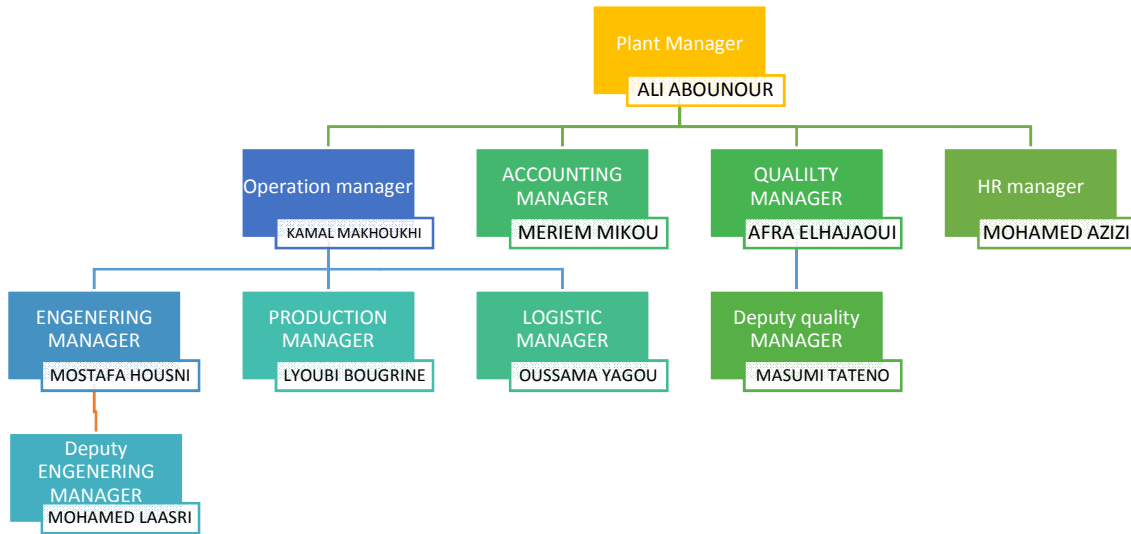 Plant Manager
ALI ABOUNOUR
Operation manager
KAMAL MAKHOUKHI
ACCOUNTING
MANAGER
MERIEM MIKOU
QUALILTY
MANAGER
AFRA ELHAJAOUI
HR manager
MOHAMED AZIZI
ENGENERING
MANAGER
MOSTAFA HOUSNI
PRODUCTION
MANAGER
LYOUBI BOUGRINE
LOGISTIC
MANAGER
OUSSAMA YAGOU
Deputy quality
MANAGER
MASUMI TATENO
Deputy
ENGENERING
MANAGER
MOHAMED LAASRI